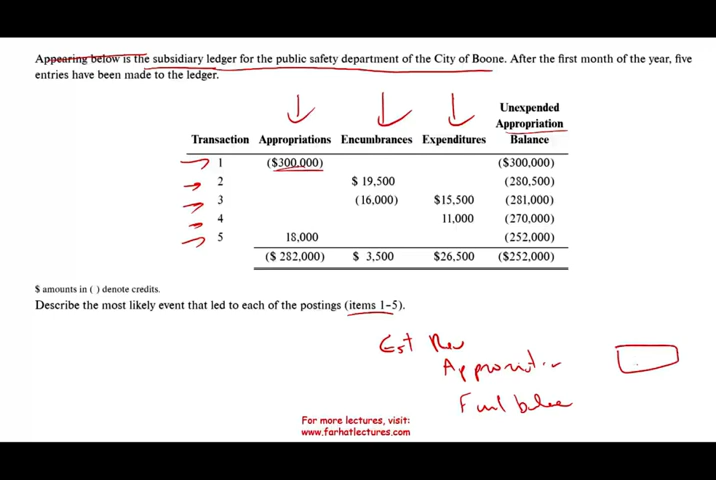 Appearing below is the subsidiary ledger for the public safety department of the City of Boone. After the first month of the year, five
entries have been made to the ledger.
Unexpended
Appropriation
Transaction Appropriations Encumbrances Expenditures Balance
1 ($300,000) ($300,000)
2 $ 19,500 (280,500)
3 (16,000) $15,500 (281,000)
4 11,000 (270,000)
5 18,000 (252,000)
($ 282,000) $ 3,500 $26,500 ($252,000)
$ amounts in ( ) denote credits.
Describe the most likely event that led to each of the postings (items 1–5).
Est Rev
For more lectures, visit:
www.farhatlectures.com